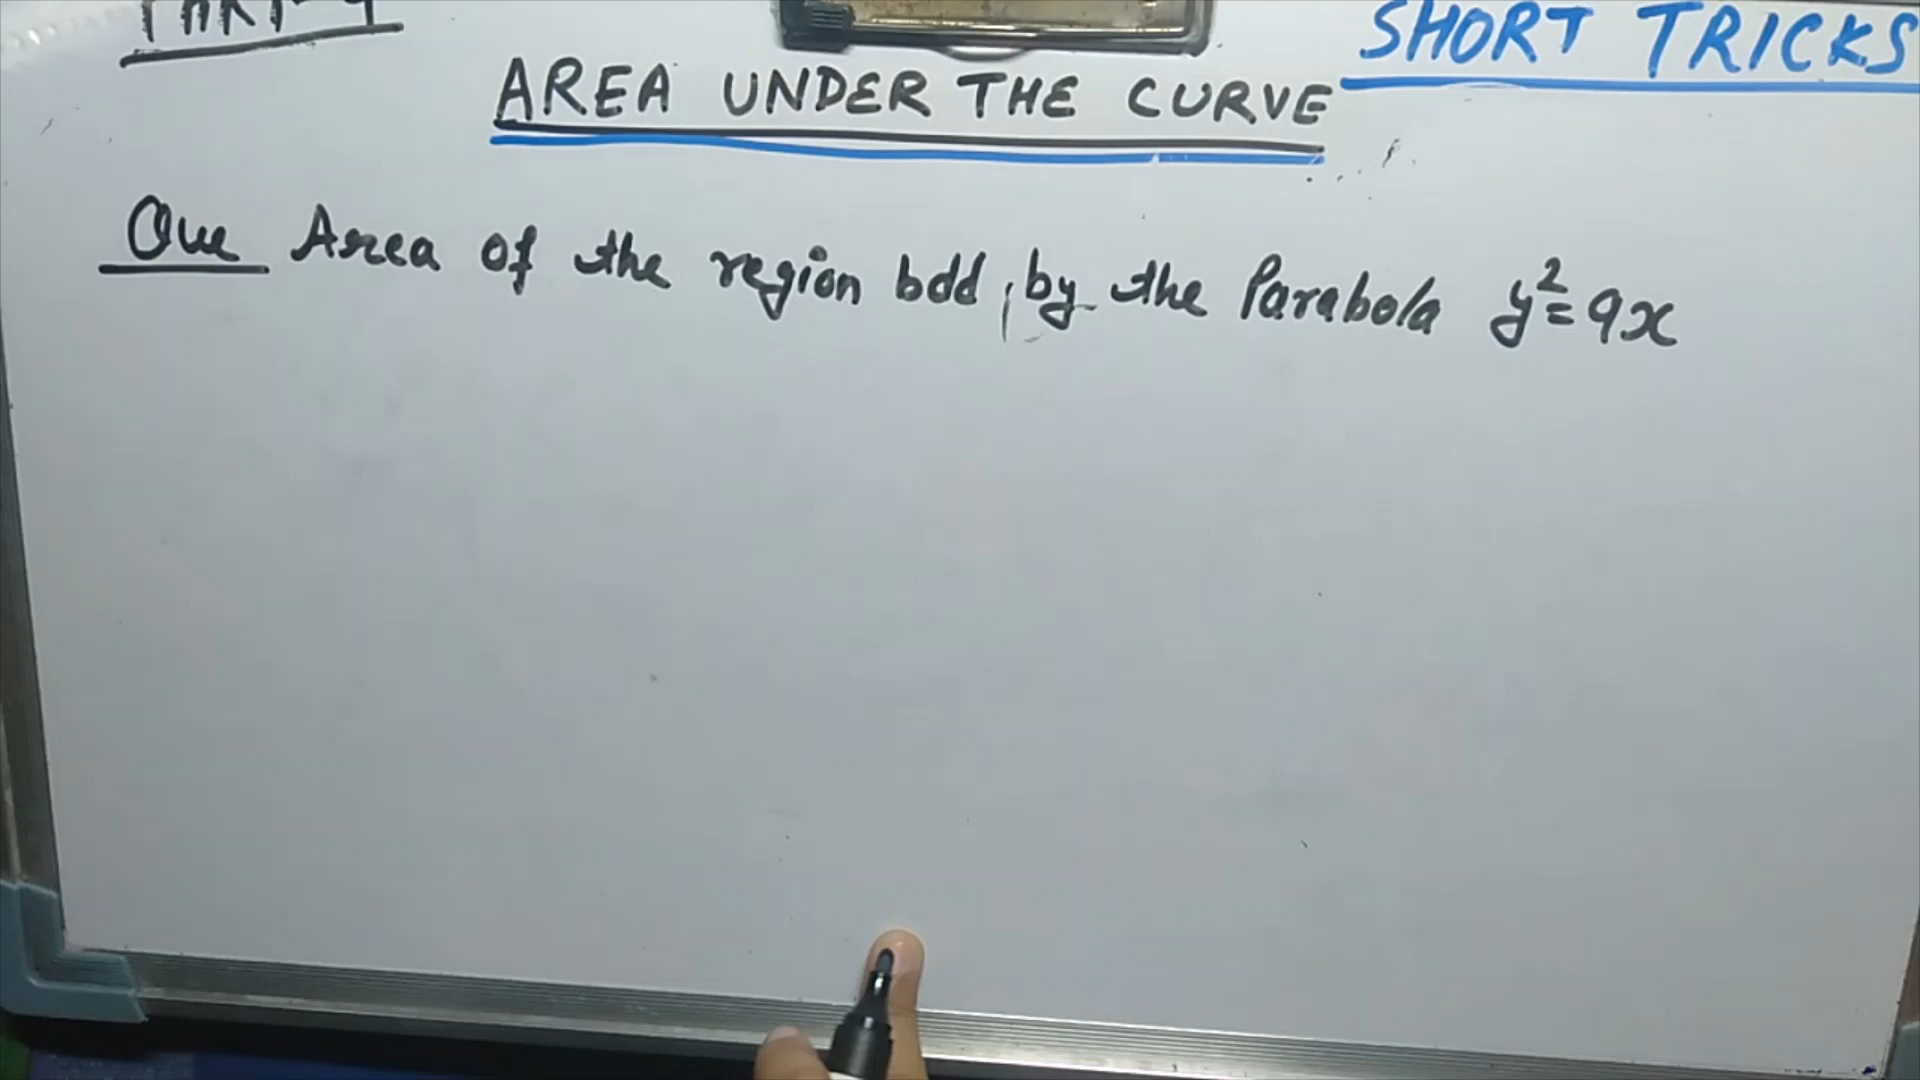 SHORT TRICKS
AREA UNDER THE CURVE
Que Area of the region bdd, by the Parabola y²=9x